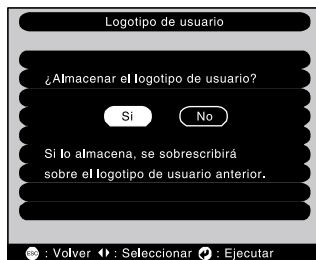 Logotipo de usuario
¿Almacenar el logotipo de usuario?
Si No
Si lo almacena, se sobrescribirá
sobre el logotipo de usuario anterior.
ESC : Volver : Seleccionar : Ejecutar